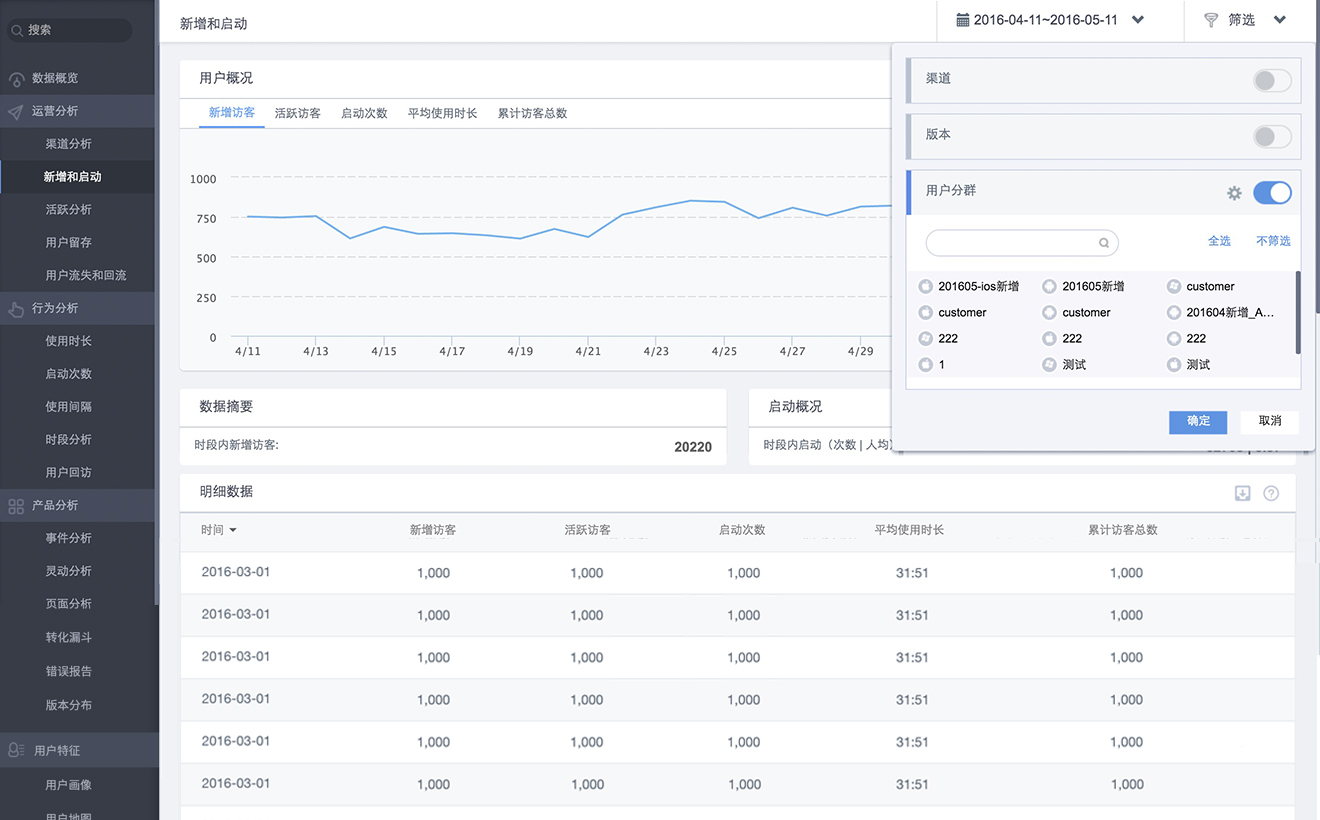 搜索
数据概览
运营分析
渠道分析
新增和启动
活跃分析
用户留存
用户流失和回流
行为分析
使用时长
启动次数
使用间隔
时段分析
用户回访
产品分析
事件分析
灵动分析
页面分析
转化漏斗
错误报告
版本分布
用户特征
用户画像
用户地图
新增和启动
2016-04-11~2016-05-11
筛选
用户概况
新增访客 活跃访客 启动次数 平均使用时长 累计访客总数
1000
750
500
250
0
4/11 4/13 4/15 4/17 4/19 4/21 4/23 4/25 4/27 4/29
渠道
版本
用户分群
全选 不筛选
201605-ios新增 201605新增 customer
customer customer 201604新增_A...
222 222 222
1 测试 测试
确定 取消
数据摘要
时段内新增访客: 20220
启动概况
时段内启动（次数 | 人均）
明细数据
时间 新增访客 活跃访客 启动次数 平均使用时长 累计访客总数
2016-03-01 1,000 1,000 1,000 31:51 1,000
2016-03-01 1,000 1,000 1,000 31:51 1,000
2016-03-01 1,000 1,000 1,000 31:51 1,000
2016-03-01 1,000 1,000 1,000 31:51 1,000
2016-03-01 1,000 1,000 1,000 31:51 1,000
2016-03-01 1,000 1,000 1,000 31:51 1,000